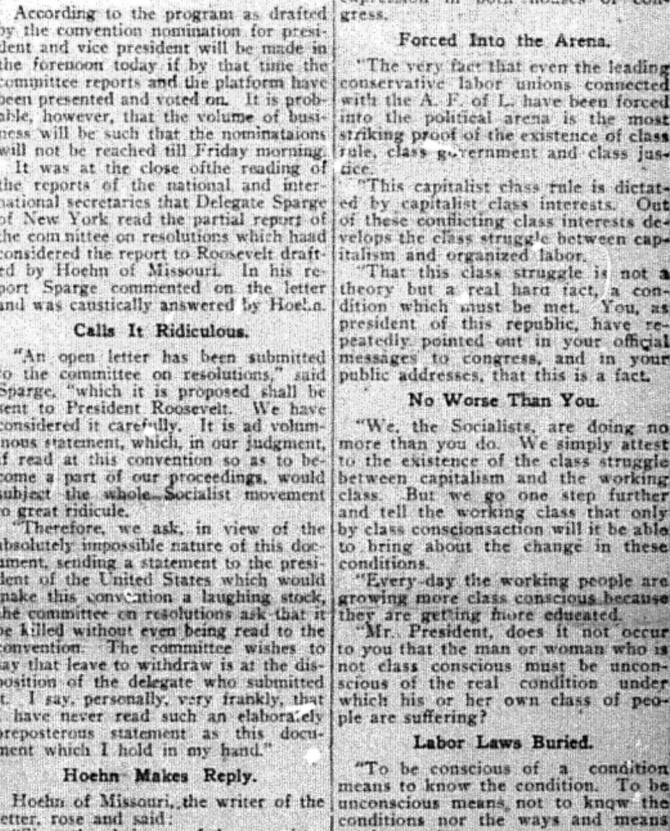 According to the program as drafted
by the convention nomination for presi-
dent and vice president will be made in
the forenoon today if by that time the
committee reports and the platform have
been presented and voted on. It is prob-
able, however, that the volume of busi-
ness will be such that the nominataions
will not be reached till Friday morning.
It was at the close ofthe reading of
the reports of the national and inter-
national secretaries that Delegate Sparge
of New York read the partial report of
the committee on resolutions which haad
considered the report to Roosevelt draft-
ed by Hoehn of Missouri. In his re-
port Sparge commented on the letter
and was caustically answered by Hoehn.
Calls It Ridiculous.
"An open letter has been submitted
to the committee on resolutions," said
Sparge, "which it is proposed shall be
sent to President Roosevelt. We have
considered it carefully. It is ad volum-
nous statement, which, in our judgment,
if read at this convention so as to be-
come a part of our proceedings, would
subject the whole Socialist movement
to great ridicule.
"Therefore, we ask, in view of the
absolutely impossible nature of this doc-
ument, sending a statement to the presi-
dent of the United States which would
make this convention a laughing stock,
the committee on resolutions ask that it
be killed without even being read to the
convention. The committee wishes to
say that leave to withdraw is at the dis-
position of the delegate who submitted
it. I say, personally, very frankly, that
I have never read such an elaborately
preposterous statement as this docu-
ment which I hold in my hand."
Hoehn Makes Reply.
Hoehn of Missouri, the writer of the
letter, rose and said:
gress.
Forced Into the Arena.
"The very fact that even the leading
conservative labor unions connected
with the A. F. of L. have been forced
into the political arena is the most
striking proof of the existence of class
rule, class government and class jus-
tice.
"This capitalist class rule is dictat-
ed by capitalist class interests. Out
of these conflicting class interests de-
velops the class struggle between cap-
italism and organized labor.
"That this class struggle is not a
theory but a real hard fact, a con-
dition which must be met. You, as
president of this republic, have re-
peatedly pointed out in your official
messages to congress, and in your
public addresses, that this is a fact.
No Worse Than You.
"We, the Socialists, are doing no
more than you do. We simply attest
to the existence of the class struggle
between capitalism and the working
class. But we go one step further
and tell the working class that only
by class conscionsaction will it be able
to bring about the change in these
conditions.
"Every day the working people are
growing more class conscious because
they are getting more educated.
"Mr. President, does it not occur
to you that the man or woman who is
not class conscious must be uncon-
scious of the real condition under
which his or her own class of peo-
ple are suffering?
Labor Laws Buried.
"To be conscious of a condition
means to know the condition. To be
unconscious means not to know the
conditions nor the ways and means